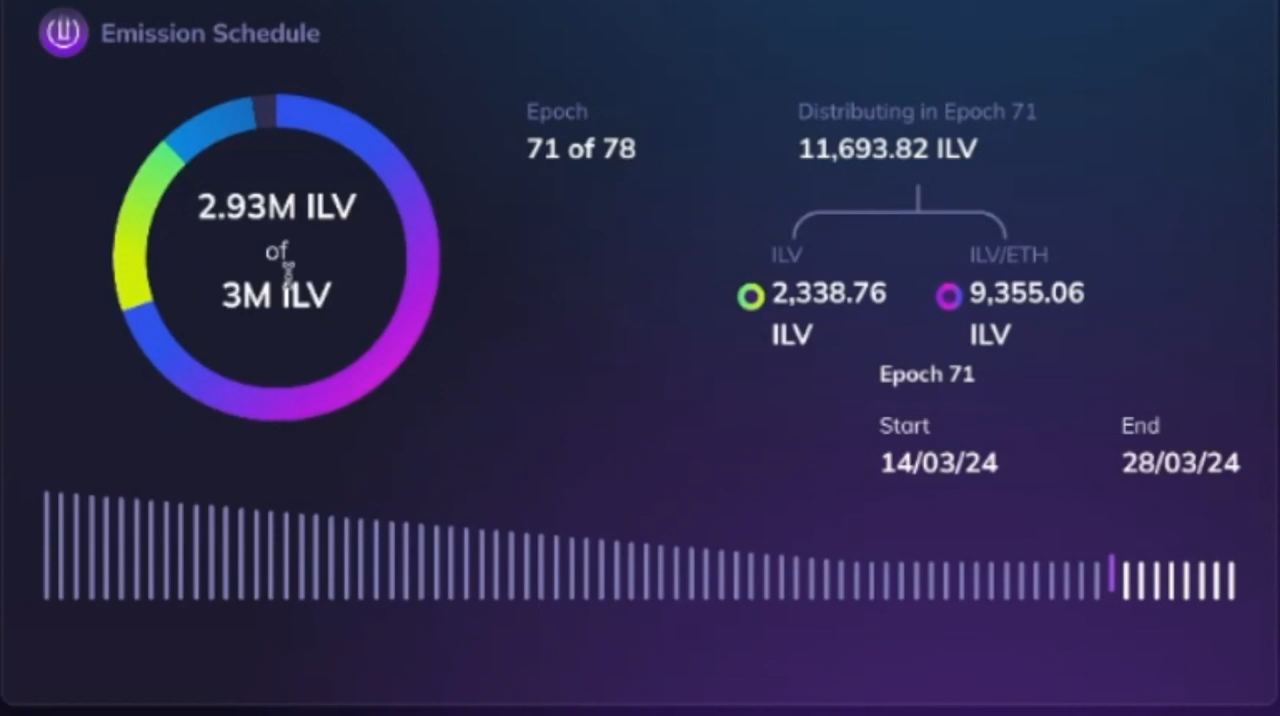 Emission Schedule
2.93M ILV
of
3M ILV
Epoch
71 of 78
Distributing in Epoch 71
11,693.82 ILV
ILV
2,338.76
ILV
ILV/ETH
9,355.06
ILV
Epoch 71
Start
14/03/24
End
28/03/24